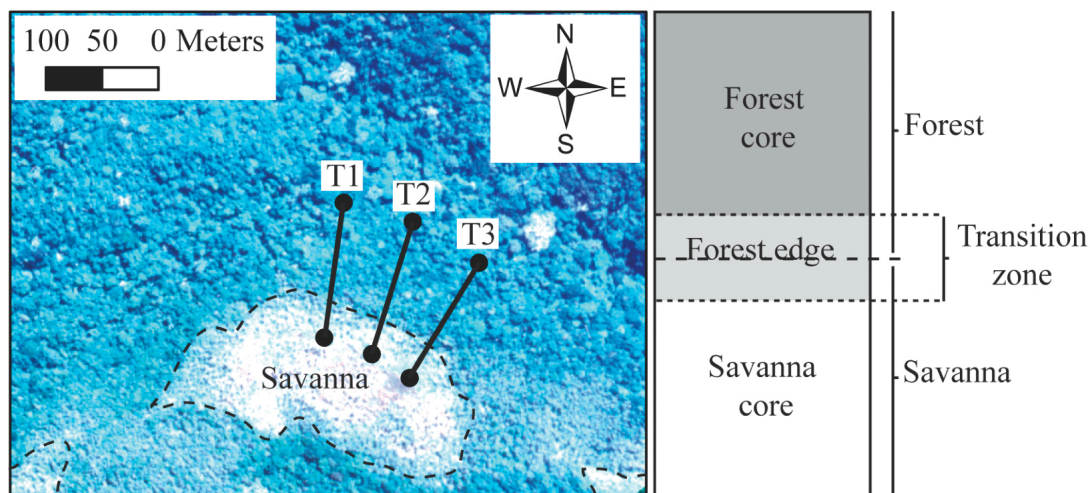 100 50 0 Meters
N
W E
S
T1
T2
T3
Savanna
Forest
core
Forest edge
Savanna
core
Forest
Transition
zone
Savanna